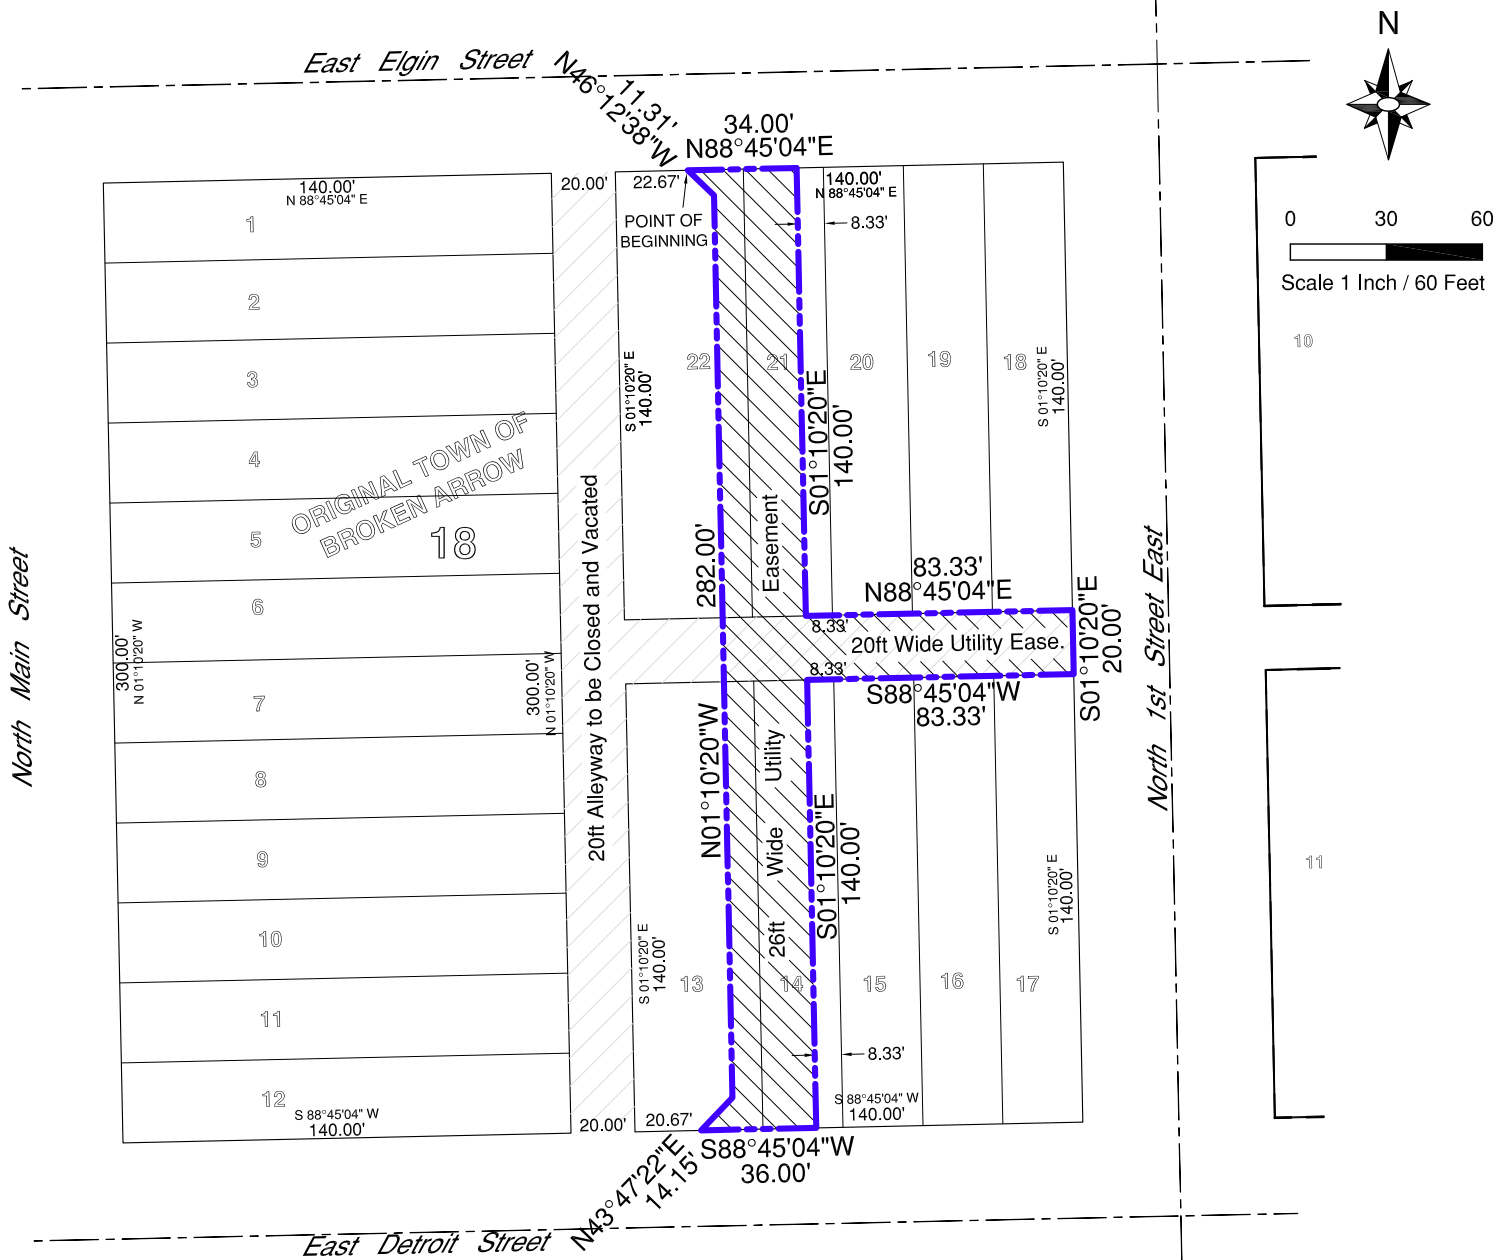 East Elgin Street
N46°12'38"W
11.31'
34.00'
N88°45'04"E
N
0 30 60
Scale 1 Inch / 60 Feet
140.00'
N 88°45'04" E
20.00'
22.67'
POINT OF
BEGINNING
140.00'
N 88°45'04" E
8.33'
1
2
3
4
5
6
7
8
9
10
11
12
ORIGINAL TOWN OF
BROKEN ARROW
18
22
21
20
19
18
10
S 01°10'20" E
140.00'
S01°10'20"E
140.00'
S 01°10'20" E
140.00'
North Main Street
300.00'
N 01°10'20" W
300.00'
N 01°10'20" W
20ft Alleyway to be Closed and Vacated
282.00'
N01°10'20"W
26ft Wide Utility Easement
83.33'
N88°45'04"E
8.33'
20ft Wide Utility Ease.
8.33'
S88°45'04"W
83.33'
S01°10'20"E
20.00'
North 1st Street East
S01°10'20"E
140.00'
S 01°10'20" E
140.00'
S 01°10'20" E
140.00'
13
14
15
16
17
11
8.33'
S 88°45'04" W
140.00'
S 88°45'04" W
140.00'
20.00'
20.67'
S88°45'04"W
36.00'
N43°47'22"E
14.15'
East Detroit Street